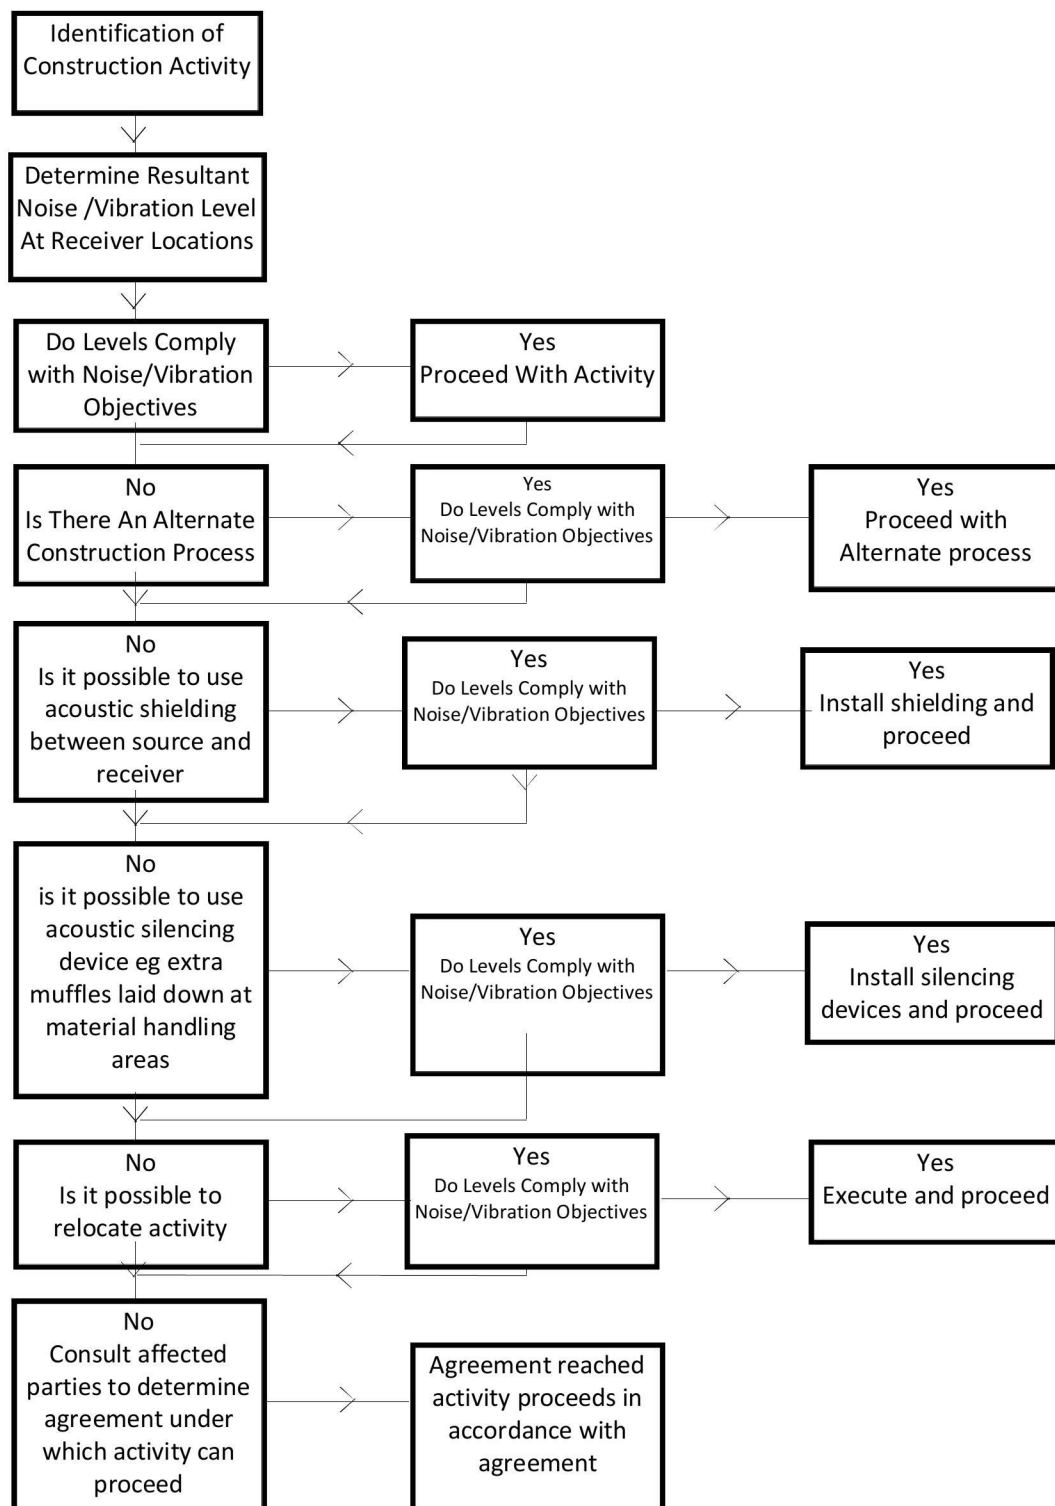 Identification of
Construction Activity
Determine Resultant
Noise /Vibration Level
At Receiver Locations
Do Levels Comply
with Noise/Vibration
Objectives
Yes
Proceed With Activity
No
Is There An Alternate
Construction Process
Yes
Do Levels Comply with
Noise/Vibration Objectives
Yes
Proceed with
Alternate process
No
Is it possible to use
acoustic shielding
between source and
receiver
Yes
Do Levels Comply with
Noise/Vibration Objectives
Yes
Install shielding and
proceed
No
is it possible to use
acoustic silencing
device eg extra
muffles laid down at
material handling
areas
Yes
Do Levels Comply with
Noise/Vibration Objectives
Yes
Install silencing
devices and proceed
No
Is it possible to
relocate activity
Yes
Do Levels Comply with
Noise/Vibration Objectives
Yes
Execute and proceed
No
Consult affected
parties to determine
agreement under
which activity can
proceed
Agreement reached
activity proceeds in
accordance with
agreement